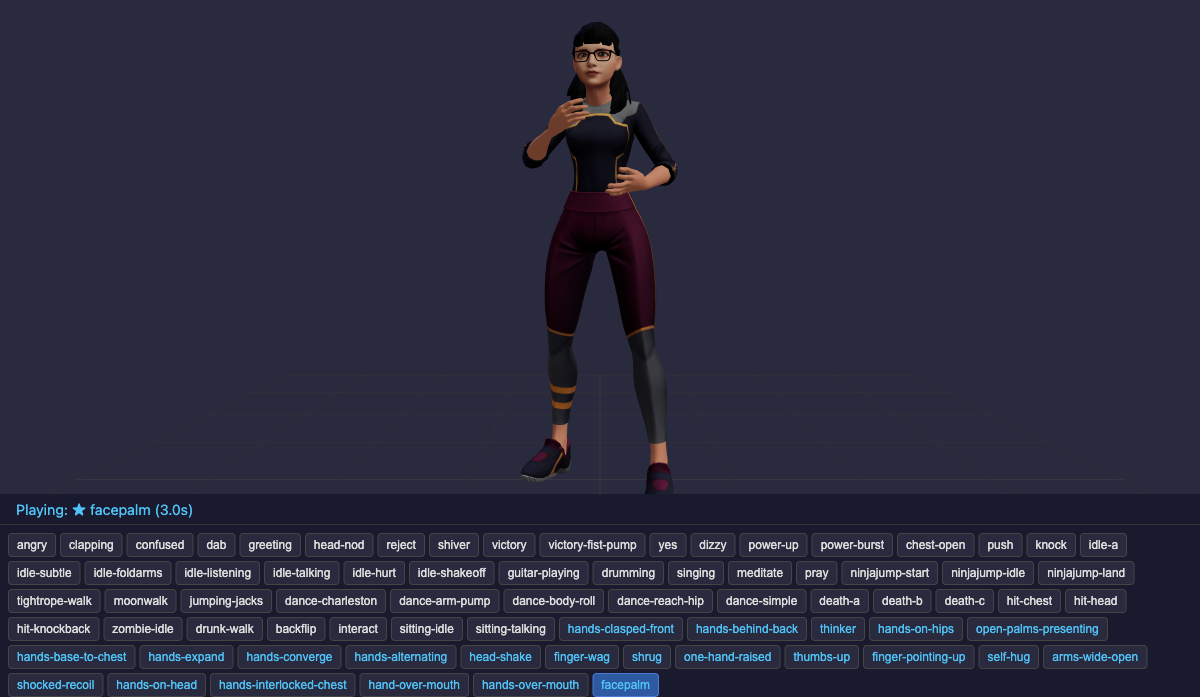 Playing: ★ facepalm (3.0s)
angry clapping confused dab greeting head-nod reject shiver victory victory-fist-pump yes dizzy power-up power-burst chest-open push knock idle-a
idle-subtle idle-foldarms idle-listening idle-talking idle-hurt idle-shakeoff guitar-playing drumming singing meditate pray ninjajump-start ninjajump-idle ninjajump-land
tightrope-walk moonwalk jumping-jacks dance-charleston dance-arm-pump dance-body-roll dance-reach-hip dance-simple death-a death-b death-c hit-chest hit-head
hit-knockback zombie-idle drunk-walk backflip interact sitting-idle sitting-talking hands-clasped-front hands-behind-back thinker hands-on-hips open-palms-presenting
hands-base-to-chest hands-expand hands-converge hands-alternating head-shake finger-wag shrug one-hand-raised thumbs-up finger-pointing-up self-hug arms-wide-open
shocked-recoil hands-on-head hands-interlocked-chest hand-over-mouth hands-over-mouth facepalm